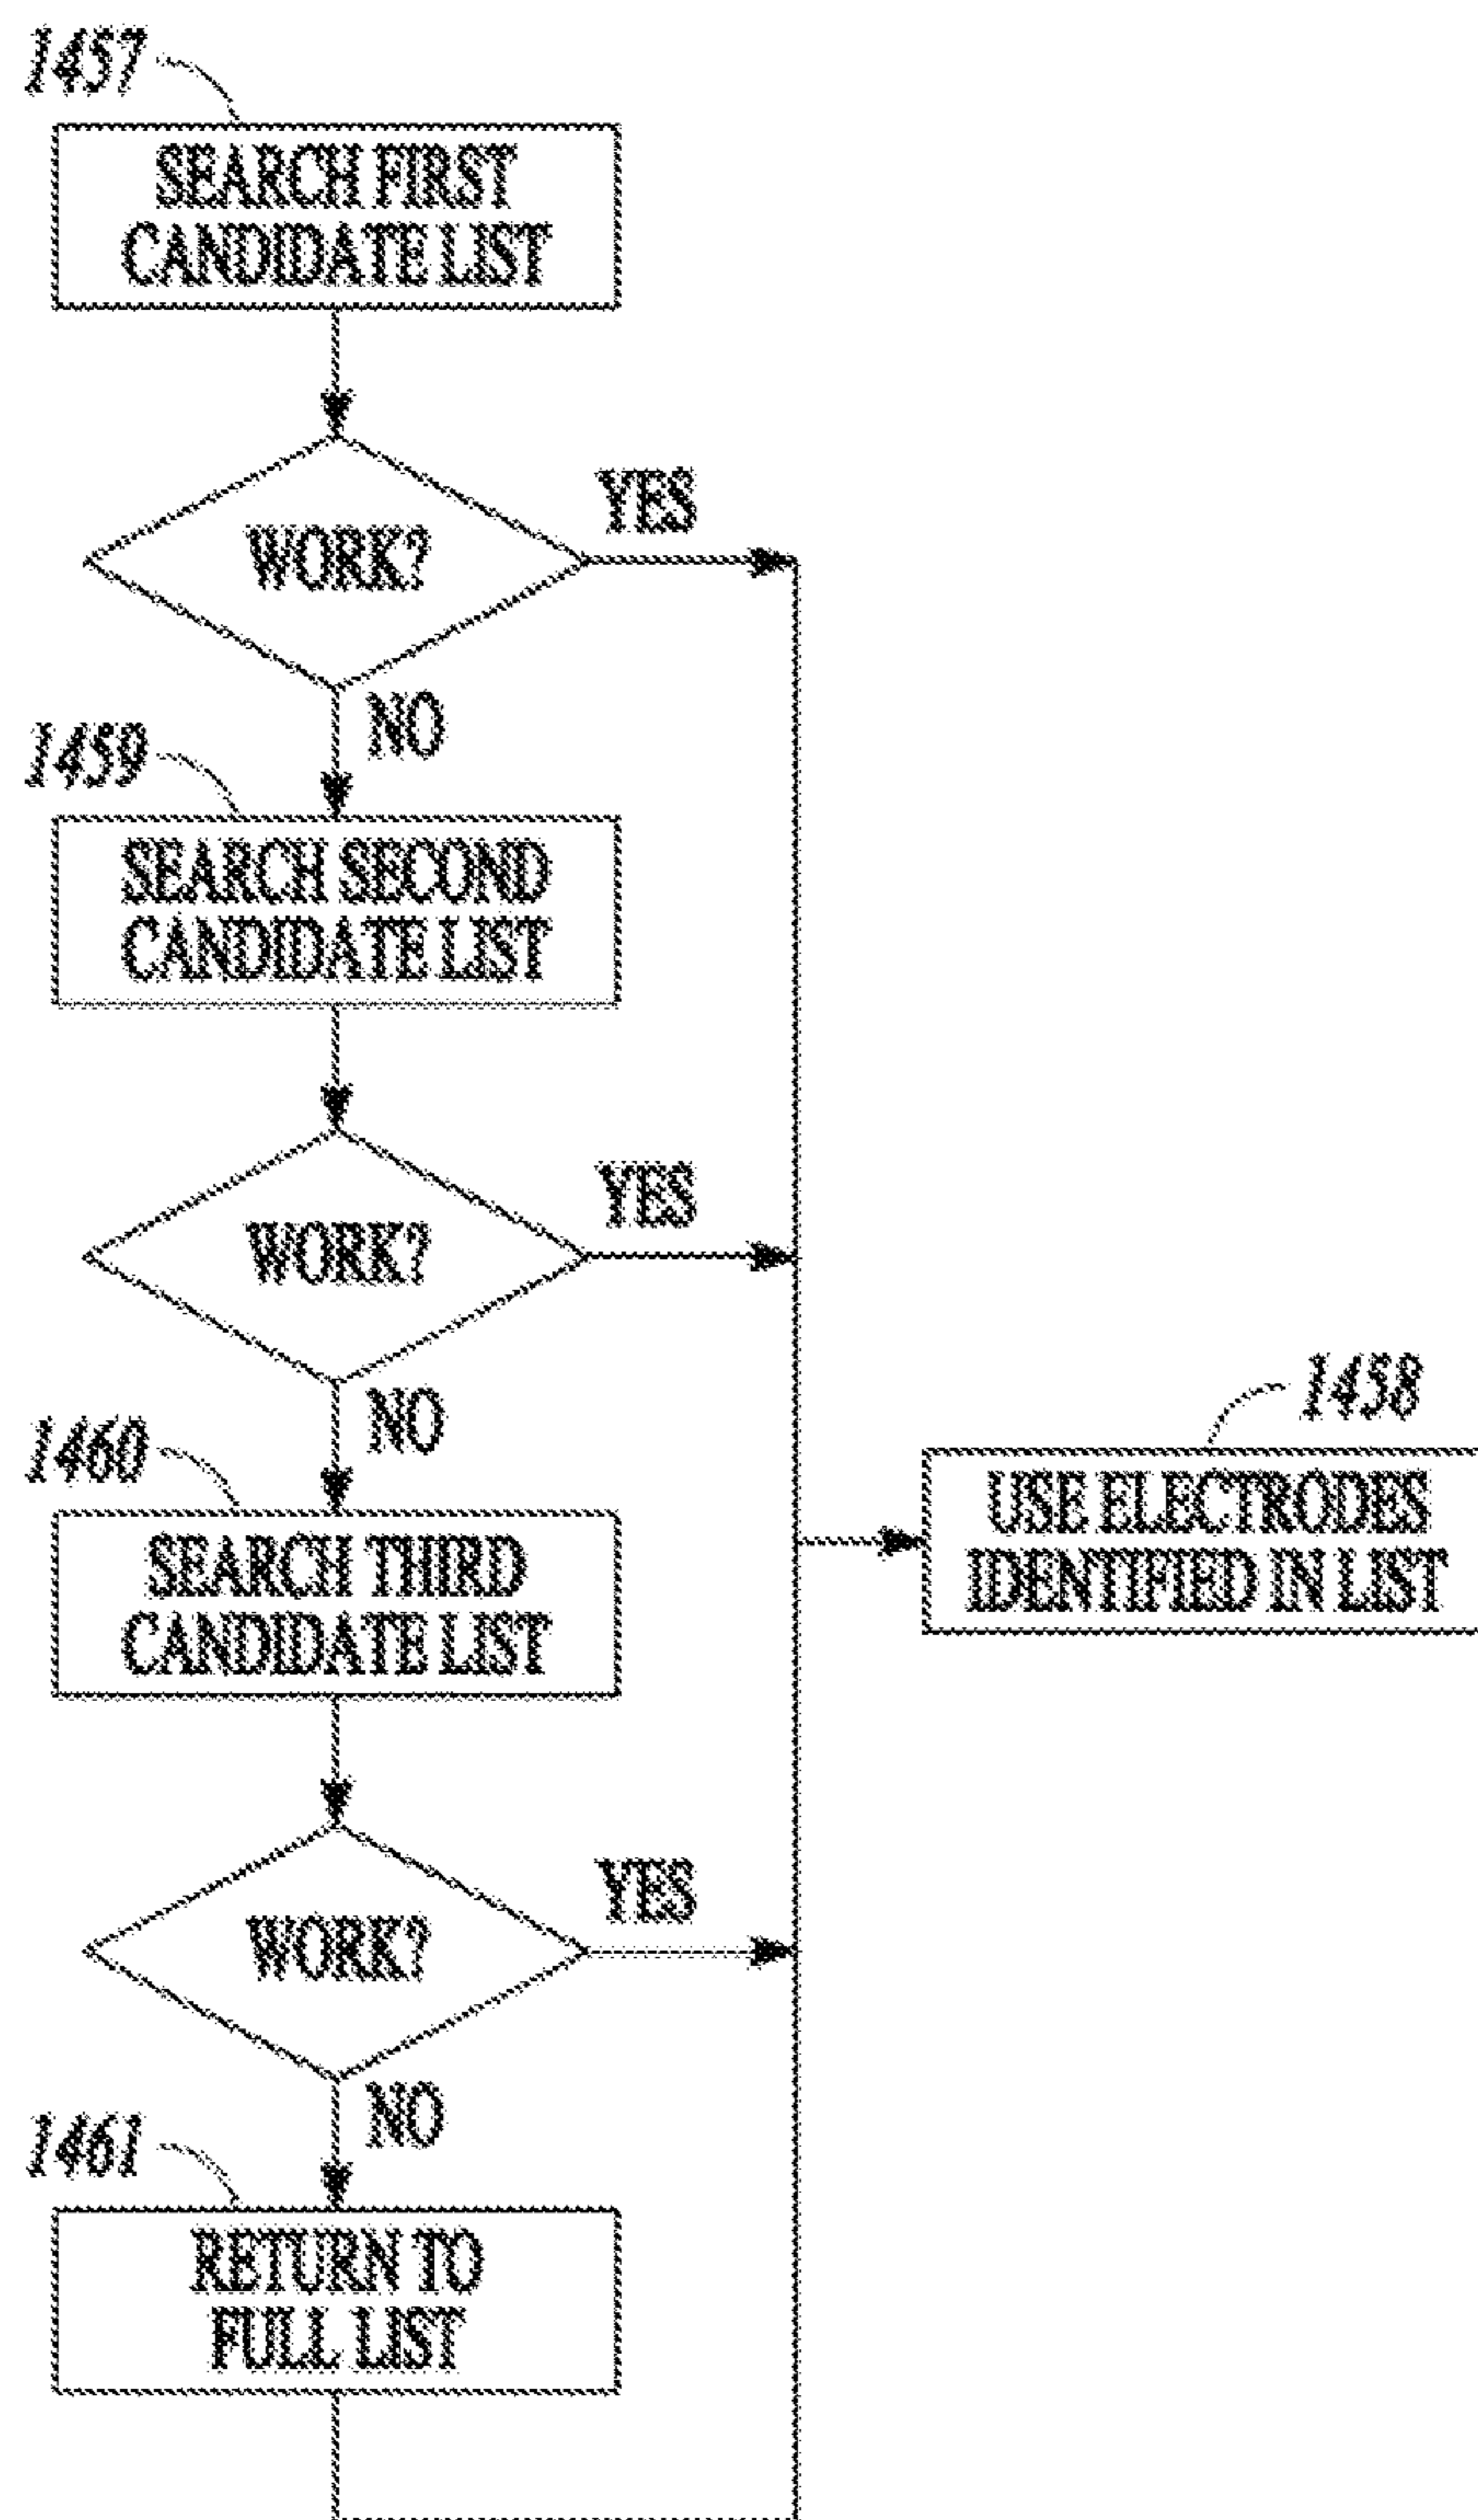 1457
SEARCH FIRST
CANDIDATE LIST
WORK?
YES
NO
1459
SEARCH SECOND
CANDIDATE LIST
WORK?
YES
NO
1460
SEARCH THIRD
CANDIDATE LIST
1458
USE ELECTRODES
IDENTIFIED IN LIST
WORK?
YES
NO
1461
RETURN TO
FULL LIST